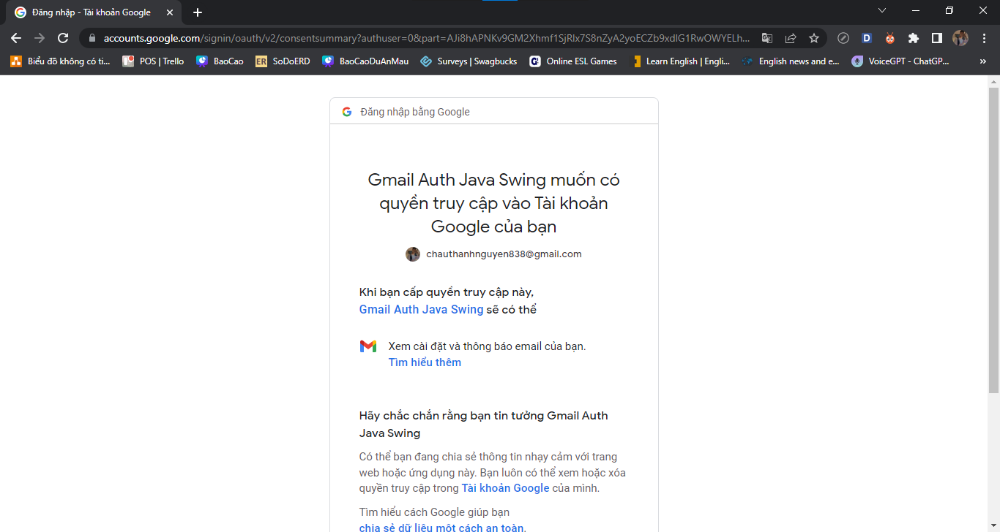 Đăng nhập - Tài khoản Google
accounts.google.com/signin/oauth/v2/consentsummary?authuser=0&part=AJi8hAPNKv9GM2Xhmf1SjRlx7S8nZyA2yoECZb9xdlG1RwOWYELh...
Biểu đồ không có ti...
POS | Trello
BaoCao
ER SoDoERD
BaoCaoDuAnMau
Surveys | Swagbucks
Online ESL Games
Learn English | Engli...
English news and e...
VoiceGPT - ChatGP...
Đăng nhập bằng Google
Gmail Auth Java Swing muốn có
quyền truy cập vào Tài khoản
Google của bạn
chauthanhnguyen838@gmail.com
Khi bạn cấp quyền truy cập này,
Gmail Auth Java Swing sẽ có thể
Xem cài đặt và thông báo email của bạn.
Tìm hiểu thêm
Hãy chắc chắn rằng bạn tin tưởng Gmail Auth
Java Swing
Có thể bạn đang chia sẻ thông tin nhạy cảm với trang
web hoặc ứng dụng này. Bạn luôn có thể xem hoặc xóa
quyền truy cập trong Tài khoản Google của mình.
Tìm hiểu cách Google giúp bạn
chia sẻ dữ liệu một cách an toàn.